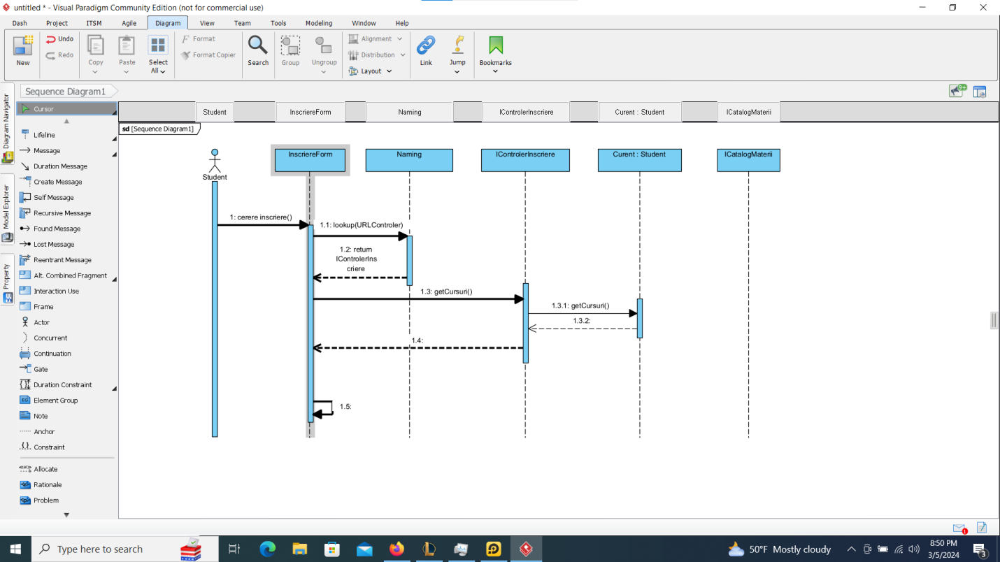 untitled * - Visual Paradigm Community Edition (not for commercial use)
Dash Project ITSM Agile Diagram View Team Tools Modeling Window Help
New
Undo
Redo
Copy
Paste
Select
All
Format
Format Copier
Search
Group
Ungroup
Alignment
Distribution
Layout
Link
Jump
Bookmarks
Sequence Diagram1
9+
Diagram Navigator
Model Explorer
Property
Cursor
Lifeline
Message
Duration Message
Create Message
Self Message
Recursive Message
Found Message
Lost Message
Reentrant Message
Alt. Combined Fragment
Interaction Use
Frame
Actor
Concurrent
Continuation
Gate
Duration Constraint
EG Element Group
Note
Anchor
Constraint
Allocate
Rationale
Problem
Student InscriereForm Naming IControlerInscriere Curent : Student ICatalogMaterii
sd [Sequence Diagram1]
InscriereForm Naming IControlerInscriere Curent : Student ICatalogMaterii
Student
1: cerere inscriere()
1.1: lookup(URLControler)
1.2: return
IControlerIns
criere
1.3: getCursuri()
1.3.1: getCursuri()
1.3.2:
1.4:
1.5:
1
Type here to search
50°F Mostly cloudy
8:50 PM
3/5/2024
3